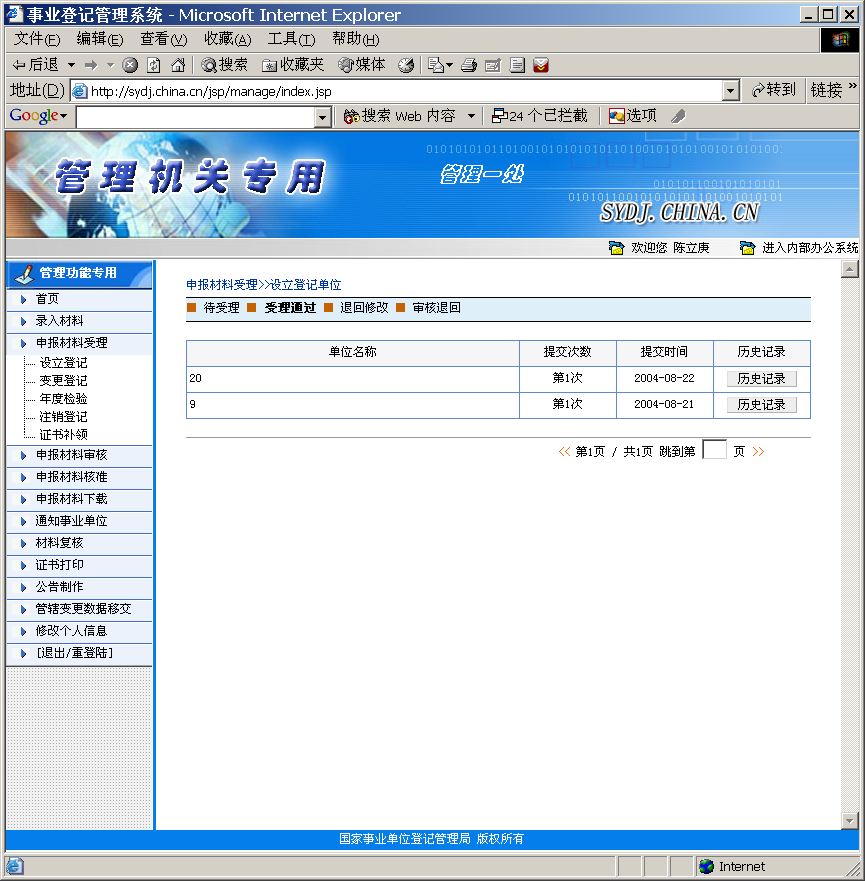 事业登记管理系统 - Microsoft Internet Explorer
文件(F) 编辑(E) 查看(V) 收藏(A) 工具(T) 帮助(H)
后退 搜索 收藏夹 媒体
地址(D) http://sydj.china.cn/jsp/manage/index.jsp 转到 链接 »
Google 搜索 Web 内容 24 个已拦截 选项
管理机关专用
管理一处
SYDJ.CHINA.CN
欢迎您 陈立庚 进入内部办公系统
管理功能专用
首页
录入材料
申报材料受理
设立登记
变更登记
年度检验
注销登记
证书补领
申报材料审核
申报材料核准
申报材料下载
通知事业单位
材料复核
证书打印
公告制作
管辖变更数据移交
修改个人信息
[退出/重登陆]
申报材料受理>>设立登记单位
待受理 受理通过 退回修改 审核退回
单位名称 提交次数 提交时间 历史记录
20 第1次 2004-08-22 历史记录
9 第1次 2004-08-21 历史记录
<< 第1页 / 共1页 跳到第 页 >>
国家事业单位登记管理局 版权所有
Internet